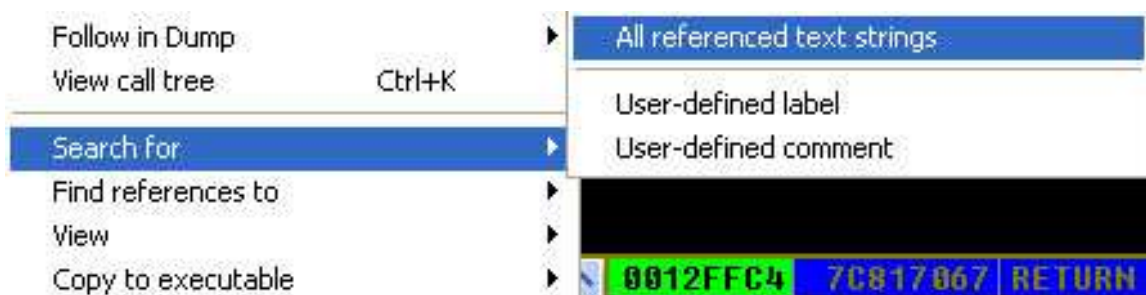 Follow in Dump
View call tree Ctrl+K
Search for
Find references to
View
Copy to executable
All referenced text strings
User-defined label
User-defined comment
0012FFC4 7C817067 RETURN